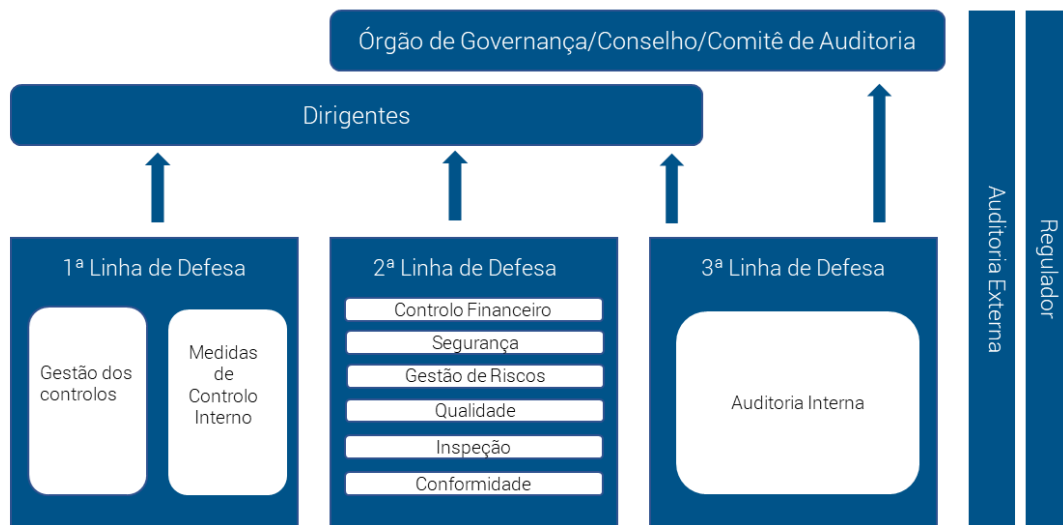 Órgão de Governança/Conselho/Comitê de Auditoria
Dirigentes
1ª Linha de Defesa
Gestão dos
controlos
Medidas
de
Controlo
Interno
2ª Linha de Defesa
Controlo Financeiro
Segurança
Gestão de Riscos
Qualidade
Inspeção
Conformidade
3ª Linha de Defesa
Auditoria Interna
Auditoria Externa
Regulador